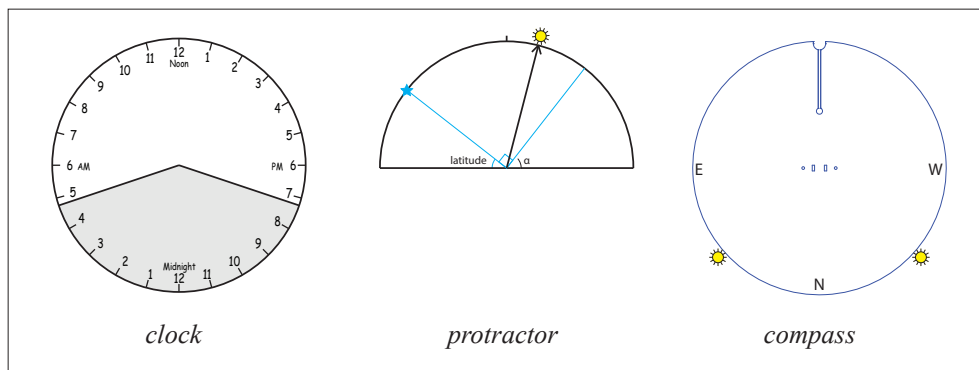 11 12 1
Noon
10 2
9 3
8 4
7 5
6 AM PM 6
5 7
4 8
3 9
2 10
Midnight
1 12 11
clock
latitude α
protractor
E W
N
compass